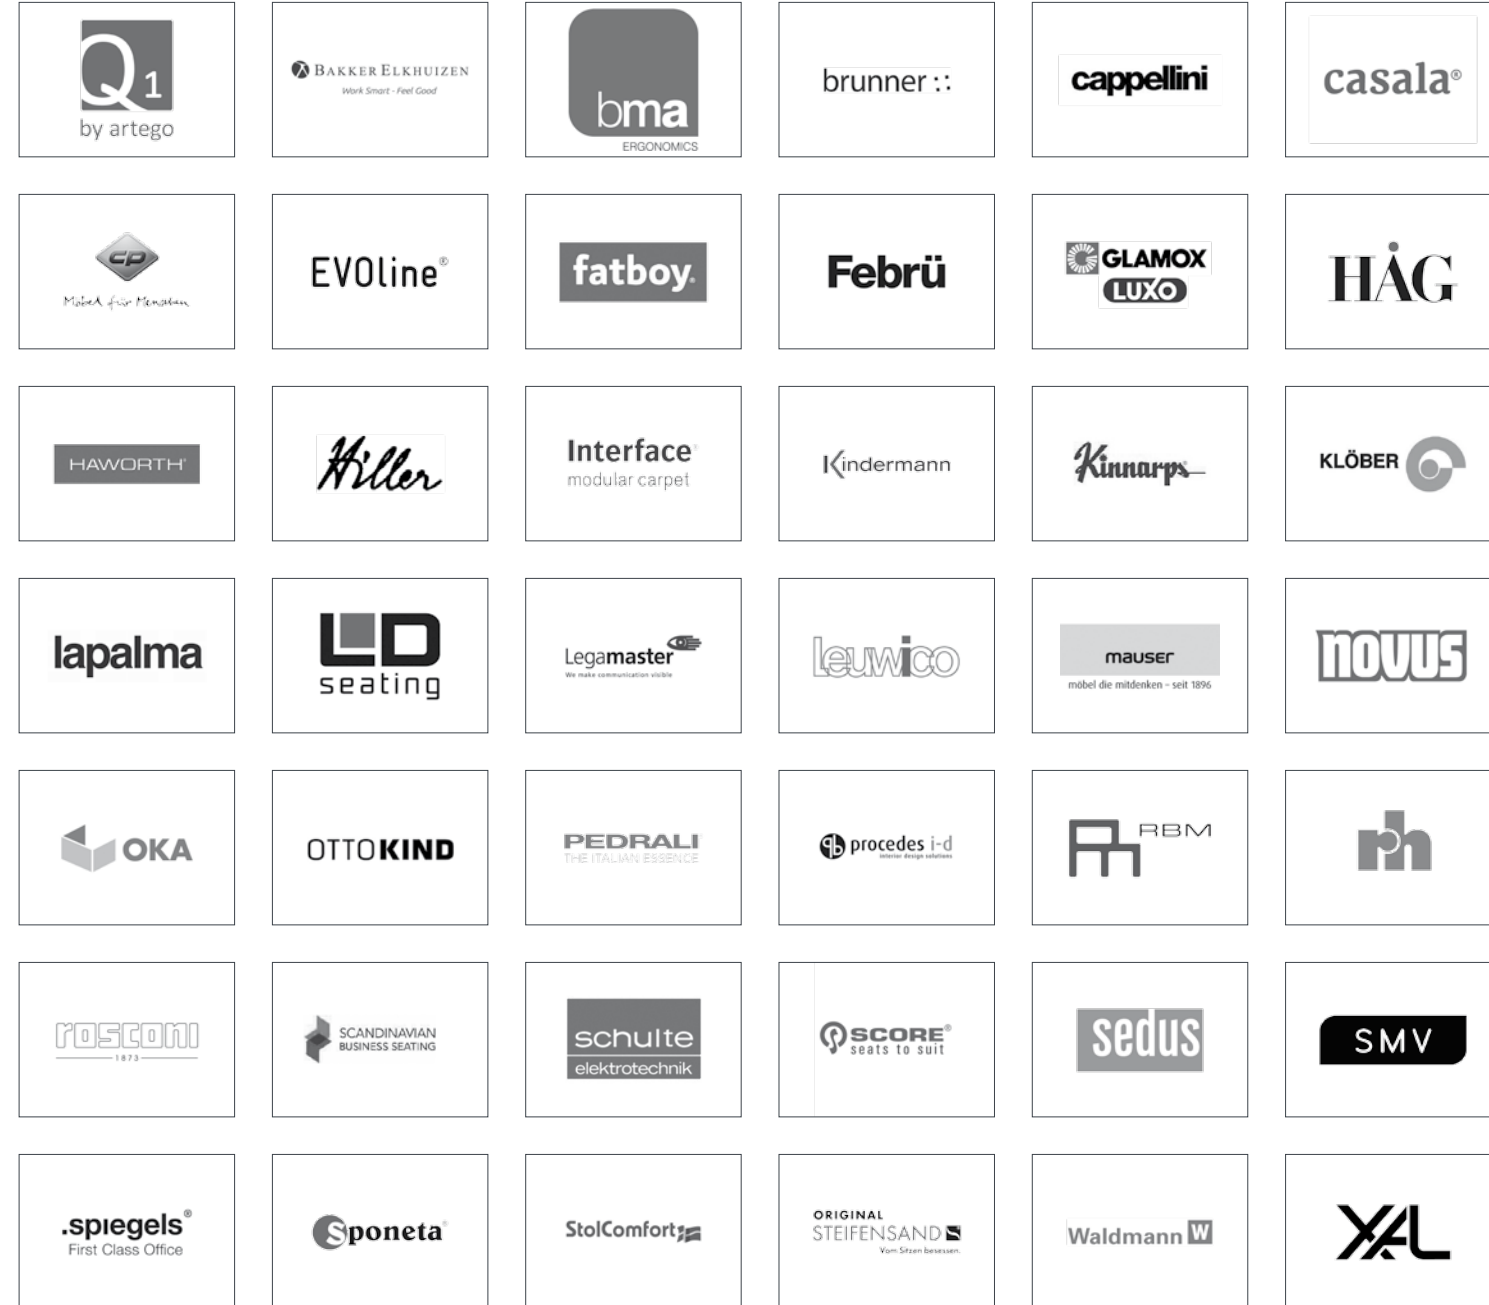 Q1
by artego
BAKKER ELKHUIZEN
Work Smart - Feel Good
bma
ERGONOMICS
brunner ::
cappellini
casala®
cp
Möbel für Menschen
EVOline®
fatboy.
Febrü
GLAMOX
LUXO
HÅG
HAWORTH®
Hiller
Interface®
modular carpet
Kindermann
Kinnarps
KLÖBER
lapalma
LD
seating
Legamaster
We make communication visible
leuwico
mauser
möbel die mitdenken – seit 1896
novus
OKA
OTTOKIND
PEDRALI
THE ITALIAN ESSENCE
procedes i-d
interior design solutions
RBM
rh
rosconi
1873
SCANDINAVIAN
BUSINESS SEATING
schulte
elektrotechnik
SCORE®
seats to suit
sedus
SMV
.spiegels®
First Class Office
Sponeta
StolComfort
ORIGINAL
STEIFENSAND S
Vom Sitzen besessen.
Waldmann W
XAL